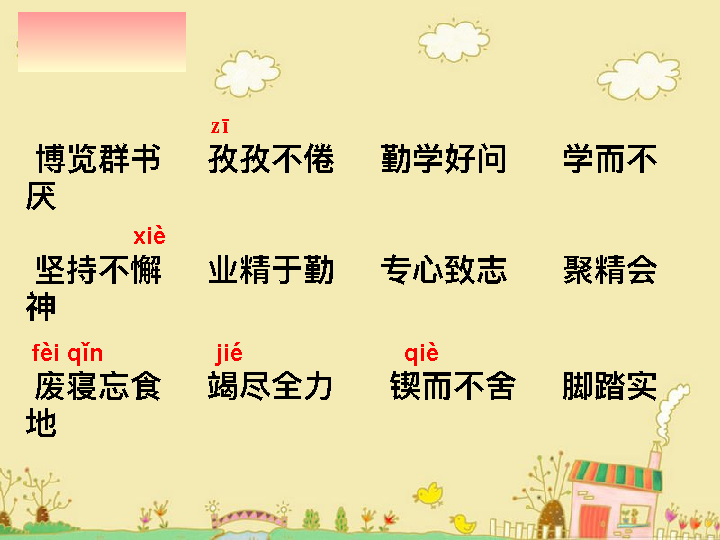 zī
博览群书 孜孜不倦 勤学好问 学而不
厌
xiè
坚持不懈 业精于勤 专心致志 聚精会
神
fèi qǐn jié qiè
废寝忘食 竭尽全力 锲而不舍 脚踏实
地